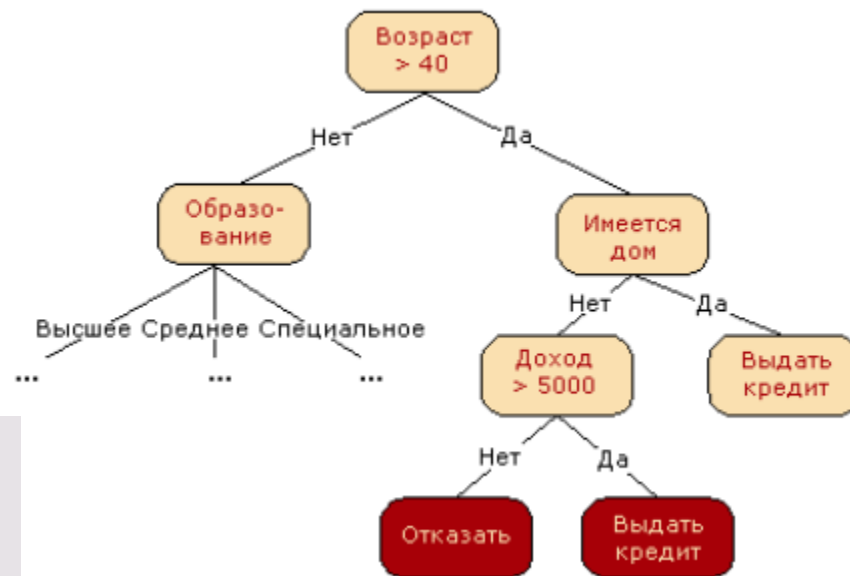 Возраст
> 40
Нет
Да
Образо-
вание
Имеется
дом
Высшее Среднее Специальное
... ... ...
Нет
Да
Доход
> 5000
Выдать
кредит
Нет
Да
Отказать
Выдать
кредит